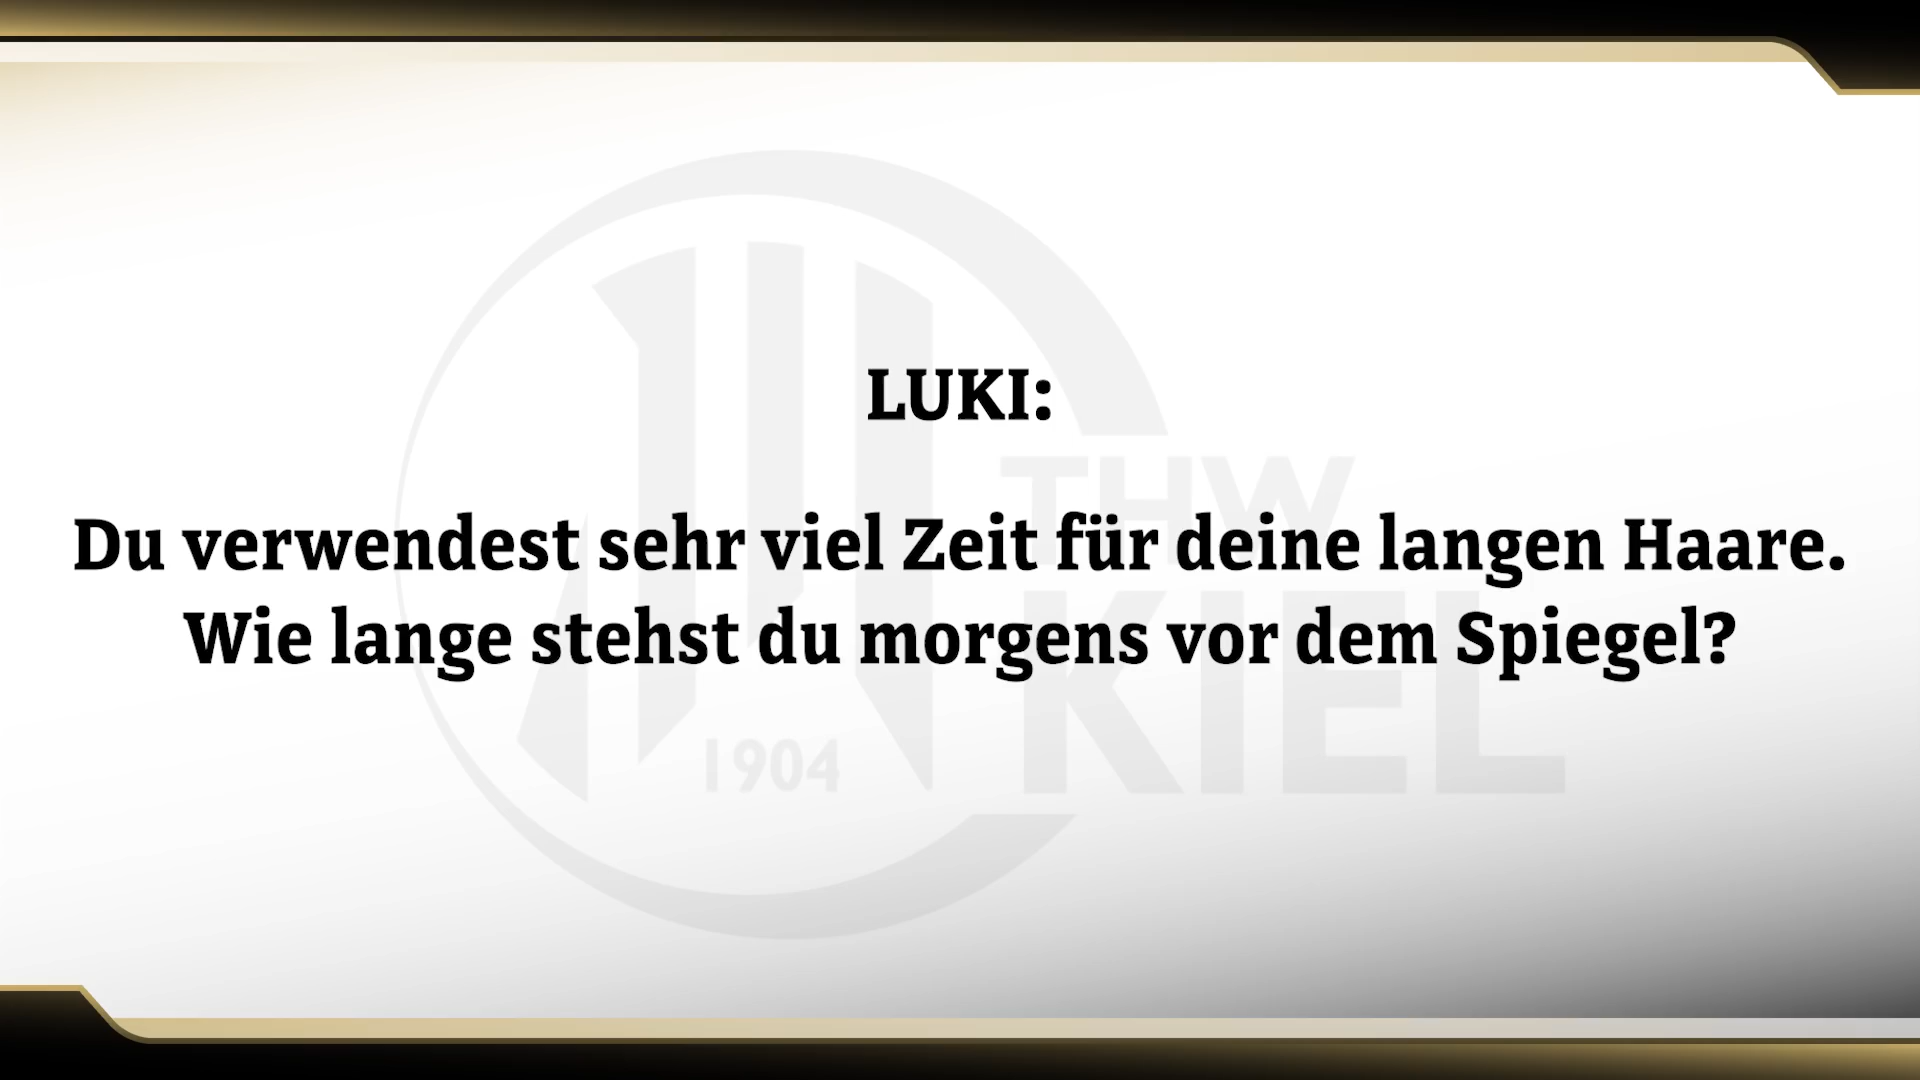 LUKI:
Du verwendest sehr viel Zeit für deine langen Haare.
Wie lange stehst du morgens vor dem Spiegel?
THW
KIEL
1904